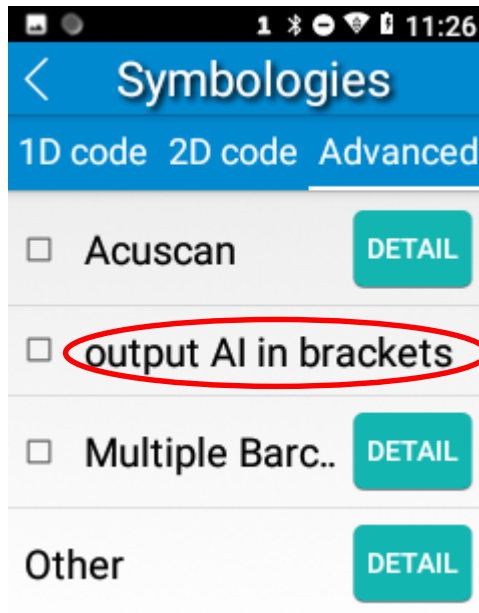 1 11:26
Symbologies
1D code 2D code Advanced
Acuscan DETAIL
output AI in brackets
Multiple Barc.. DETAIL
Other DETAIL